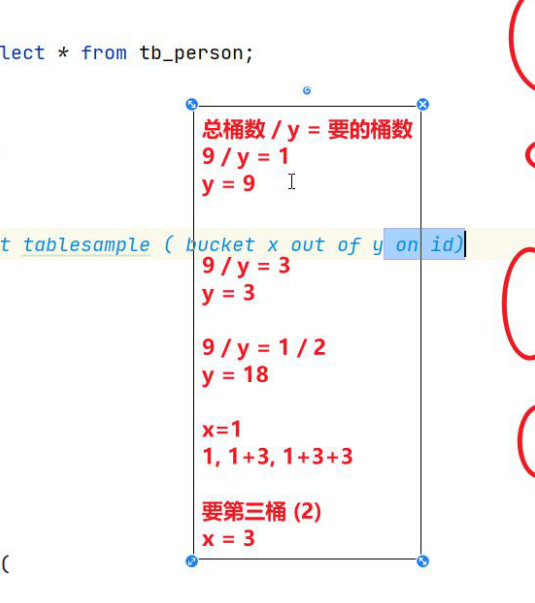 lect * from tb_person;
总桶数 / y = 要的桶数
9 / y = 1
y = 9
t tablesample ( bucket x out of y on id)
9 / y = 3
y = 3
9 / y = 1 / 2
y = 18
x=1
1, 1+3, 1+3+3
要第三桶 (2)
x = 3
(